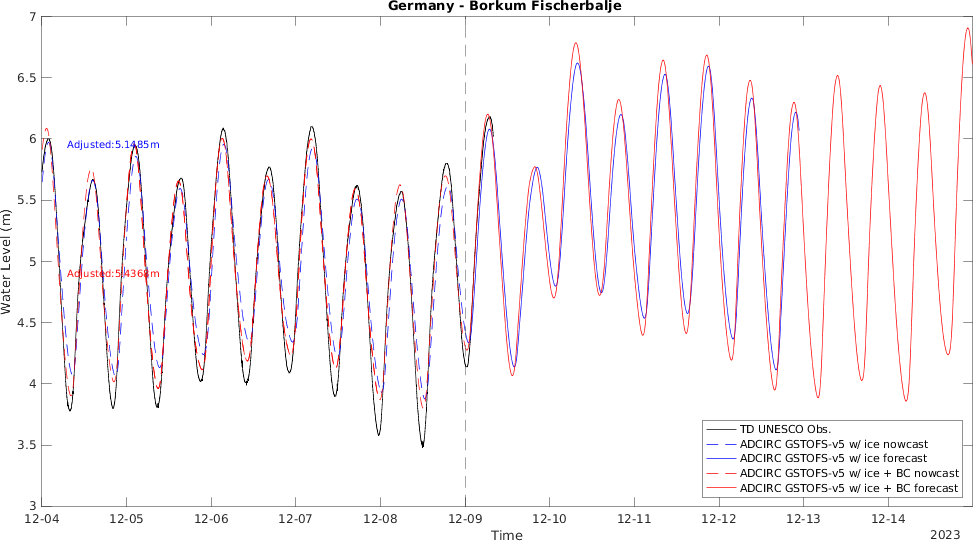 Germany - Borkum Fischerbalje
7
6.5
6
5.5
5
4.5
4
3.5
3
Water Level (m)
Adjusted:5.1485m
Adjusted:5.4368m
TD UNESCO Obs.
ADCIRC GSTOFS-v5 w/ ice nowcast
ADCIRC GSTOFS-v5 w/ ice forecast
ADCIRC GSTOFS-v5 w/ ice + BC nowcast
ADCIRC GSTOFS-v5 w/ ice + BC forecast
12-04 12-05 12-06 12-07 12-08 12-09 12-10 12-11 12-12 12-13 12-14
Time
2023